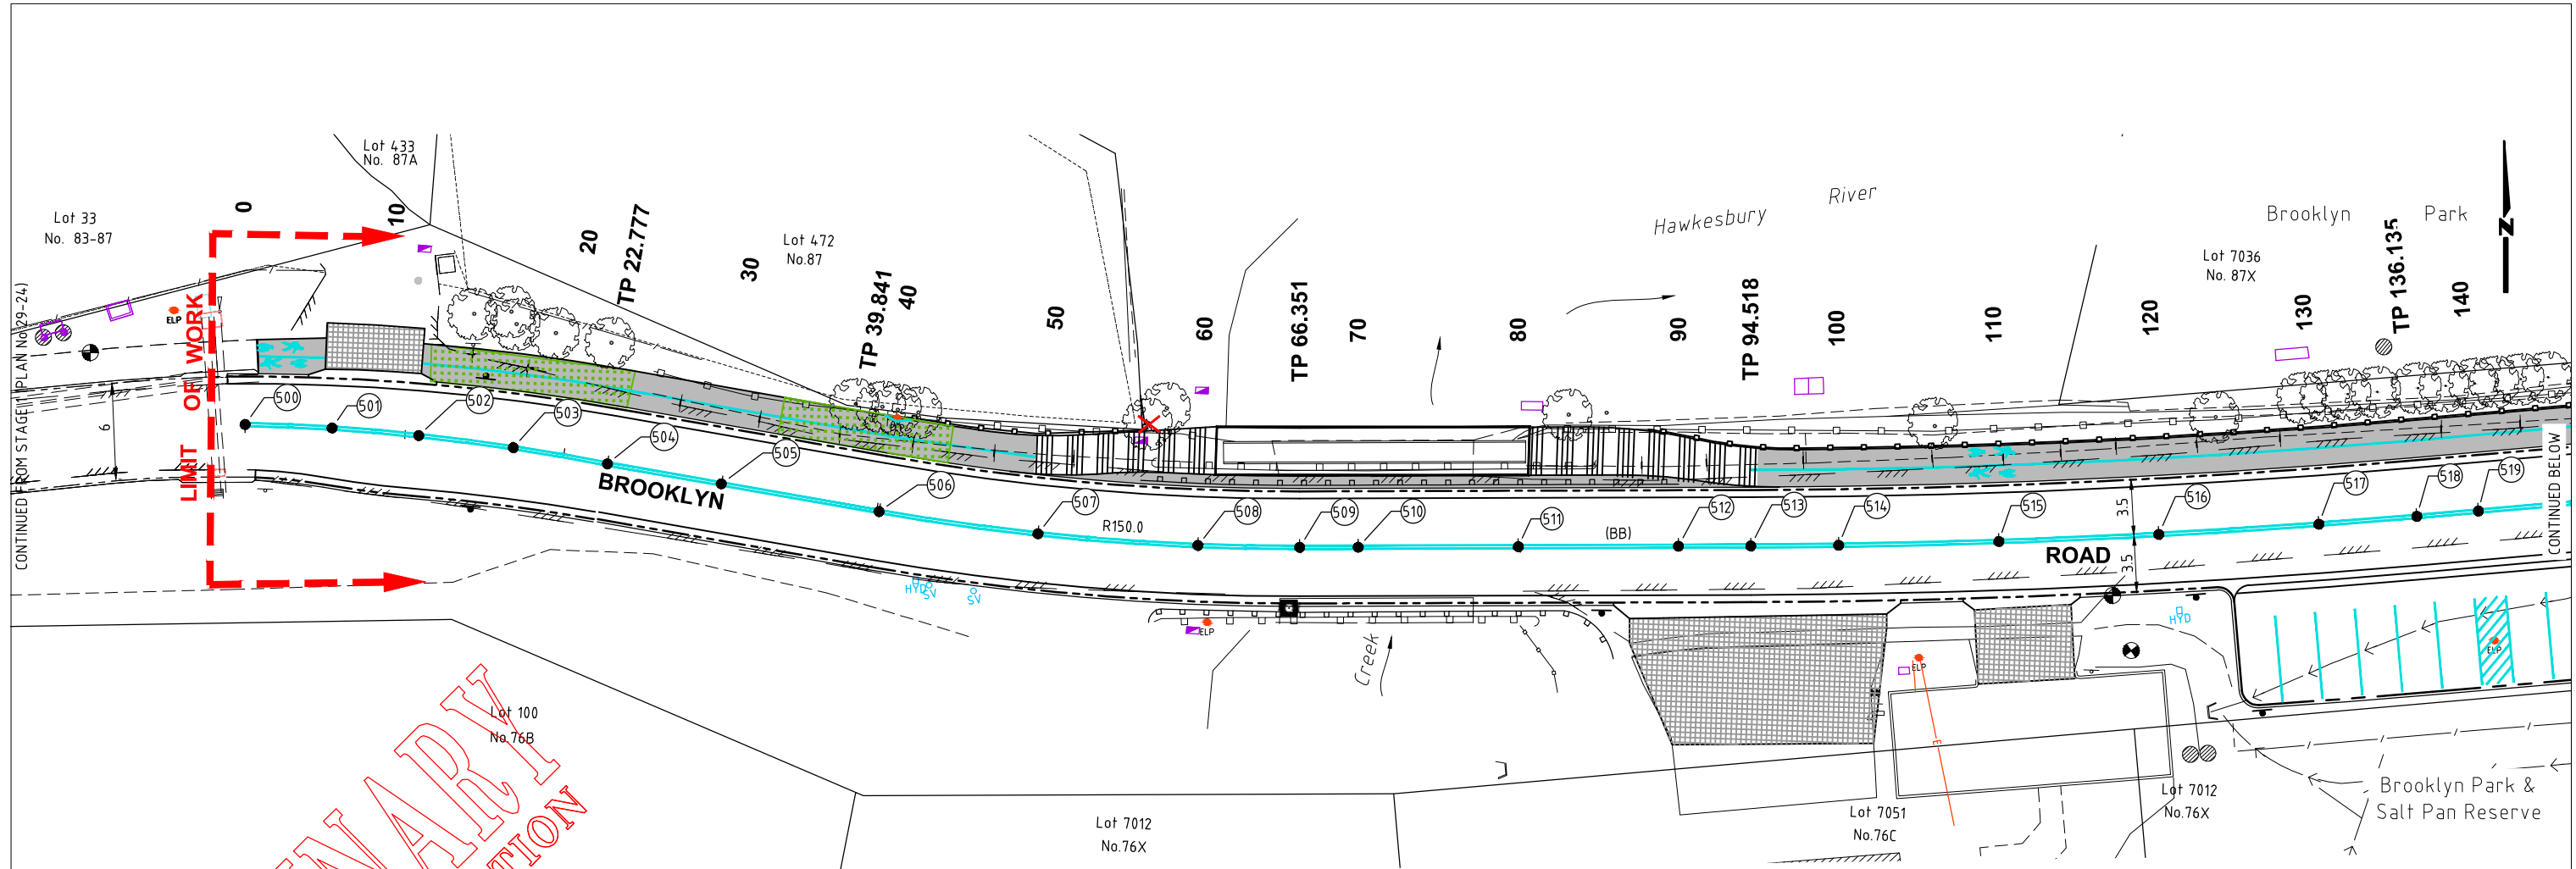 Lot 433
No. 87A
Lot 33
No. 83-87
0
10
20
TP 22.777
30
Lot 472
No.87
TP 39.841
40
50
60
TP 66.351
70
80
90
TP 94.518
100
110
120
130
TP 136.135
140
Hawkesbury River
Brooklyn Park
Lot 7036
No. 87X
N
CONTINUED FROM STAGE 1 PLAN No 29-24)
LIMIT OF WORK
ELP
6
500
501
502
503
504
505
506
507
508
509
510
511
512
513
514
515
516
517
518
519
BROOKLYN
R150.0
(BB)
ROAD
3.5
3.5
CONTINUED BELOW
HYD
SV
SV
ELP
Creek
ELP
E
HYD
ELP
Lot 100
No.76B
NARY
TION
Lot 7012
No.76X
Lot 7051
No.76C
Lot 7012
No.76X
Brooklyn Park &
Salt Pan Reserve